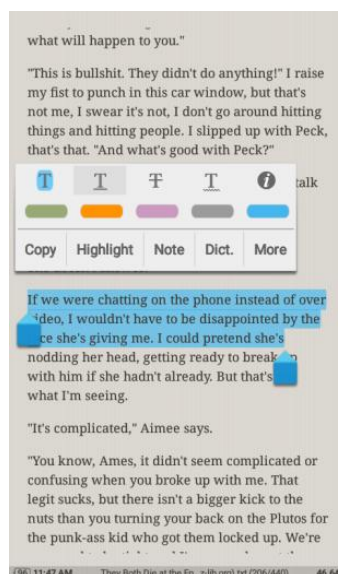 what will happen to you."
"This is bullshit. They didn't do anything!" I raise
my fist to punch in this car window, but that's
not me, I swear it's not, I don't go around hitting
things and hitting people. I slipped up with Peck,
that's that. "And what's good with Peck?"
talk
T T T T i
Copy Highlight Note Dict. More
If we were chatting on the phone instead of over
video, I wouldn't have to be disappointed by the
she's giving me. I could pretend she's
nodding her head, getting ready to break
with him if she hadn't already. But that's
what I'm seeing.
"It's complicated," Aimee says.
"You know, Ames, it didn't seem complicated or
confusing when you broke up with me. That
legit sucks, but there isn't a bigger kick to the
nuts than you turning your back on the Plutos for
the punk-ass kid who got them locked up. We're
96 11:47 AM They Both Die at the En z-lib.org).txt (206/440) 46.64